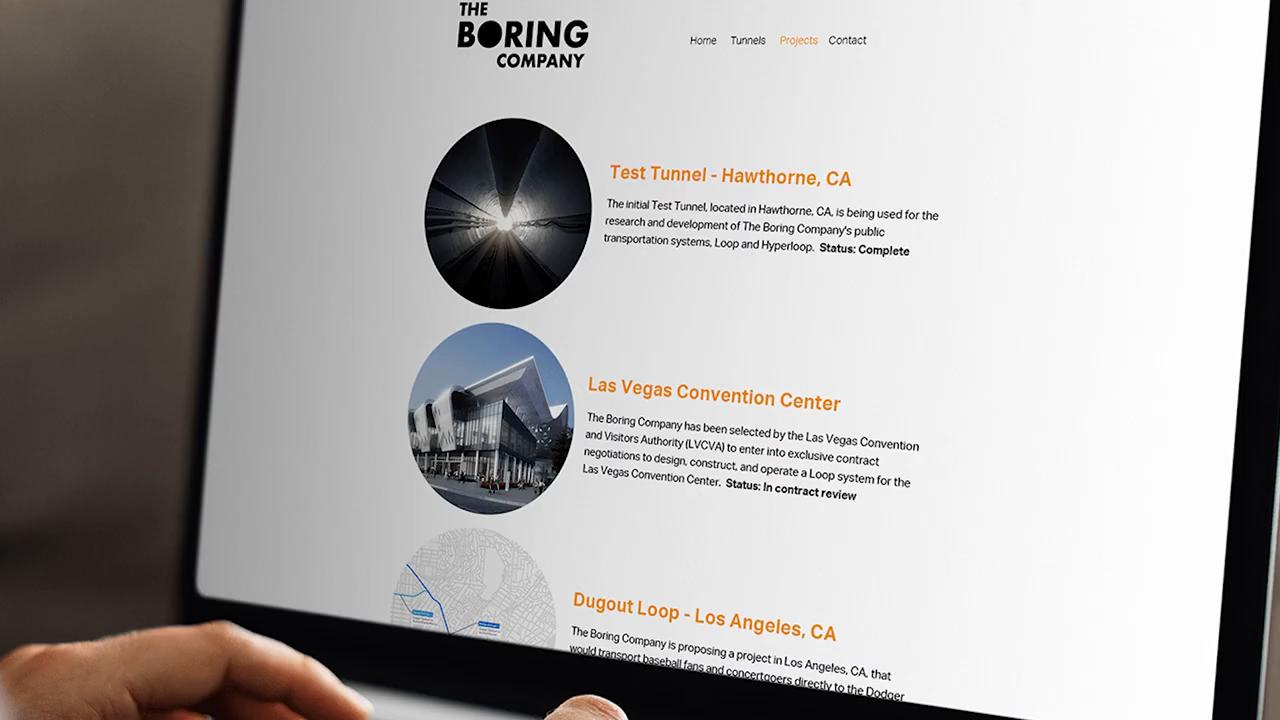 THE
BORING
COMPANY
Home Tunnels Projects Contact
Test Tunnel - Hawthorne, CA
The initial Test Tunnel, located in Hawthorne, CA, is being used for the
research and development of The Boring Company's public
transportation systems, Loop and Hyperloop. Status: Complete
Las Vegas Convention Center
The Boring Company has been selected by the Las Vegas Convention
and Visitors Authority (LVCVA) to enter into exclusive contract
negotiations to design, construct, and operate a Loop system for the
Las Vegas Convention Center. Status: In contract review
Dugout Loop - Los Angeles, CA
The Boring Company is proposing a project in Los Angeles, CA, that
would transport baseball fans and concertgoers directly to the Dodger